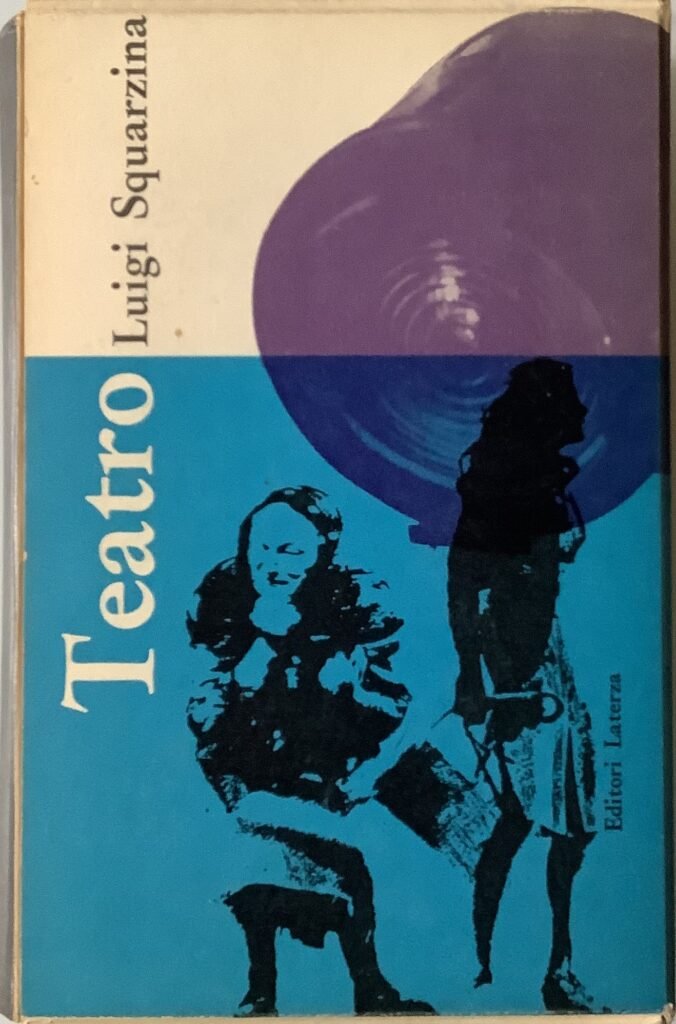 Luigi Squarzina
Teatro
Editori Laterza